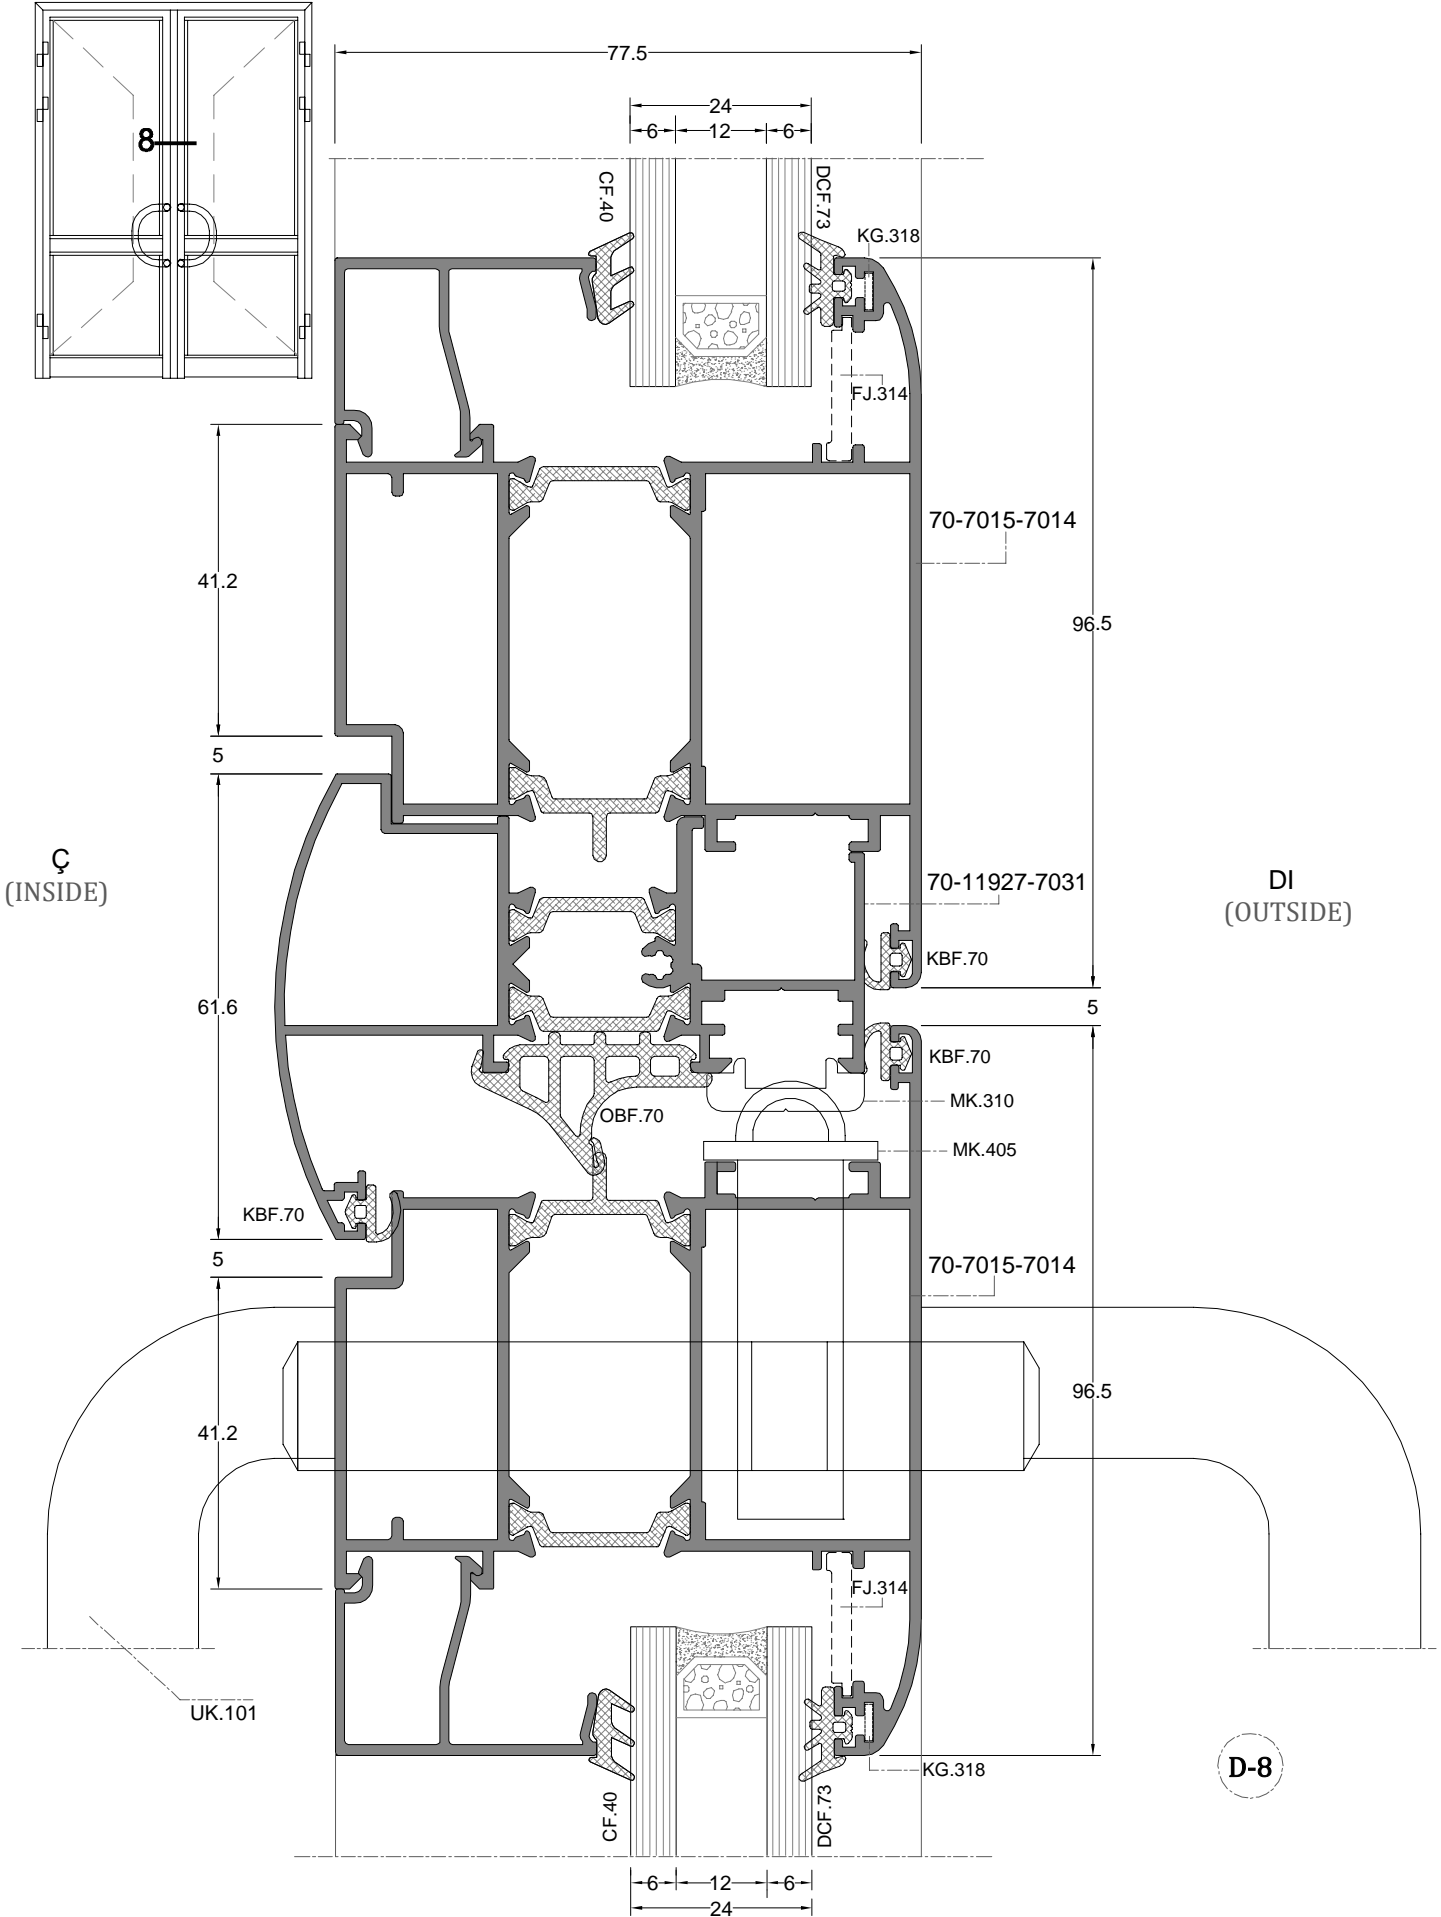 77.5
24
6 12 6
8
CF.40
DCF.73
KG.318
FJ.314
70-7015-7014
41.2
96.5
5
Ç
(INSIDE)
70-11927-7031
DI
(OUTSIDE)
KBF.70
61.6
5
KBF.70
MK.310
OBF.70
MK.405
KBF.70
5
70-7015-7014
96.5
41.2
FJ.314
UK.101
KG.318
D-8
CF.40
DCF.73
6 12 6
24